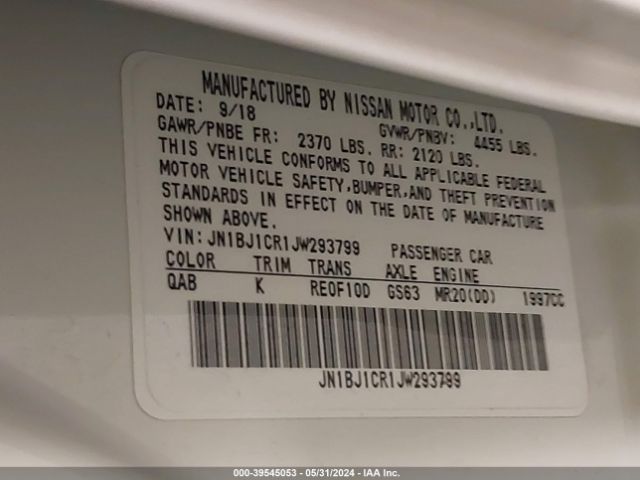 MANUFACTURED BY NISSAN MOTOR CO.,LTD.
DATE: 9/18 GVWR/PNBV: 4455 LBS.
GAWR/PNBE FR: 2370 LBS. RR: 2120 LBS.
THIS VEHICLE CONFORMS TO ALL APPLICABLE FEDERAL
MOTOR VEHICLE SAFETY,BUMPER,AND THEFT PREVENTION
STANDARDS IN EFFECT ON THE DATE OF MANUFACTURE
SHOWN ABOVE.
VIN: JN1BJ1CR1JW293799 PASSENGER CAR
COLOR TRIM TRANS AXLE ENGINE
QAB K RE0F10D GS63 MR20(DD) 1997CC
JN1BJ1CR1JW293799
000-39545053 - 05/31/2024 - IAA Inc.